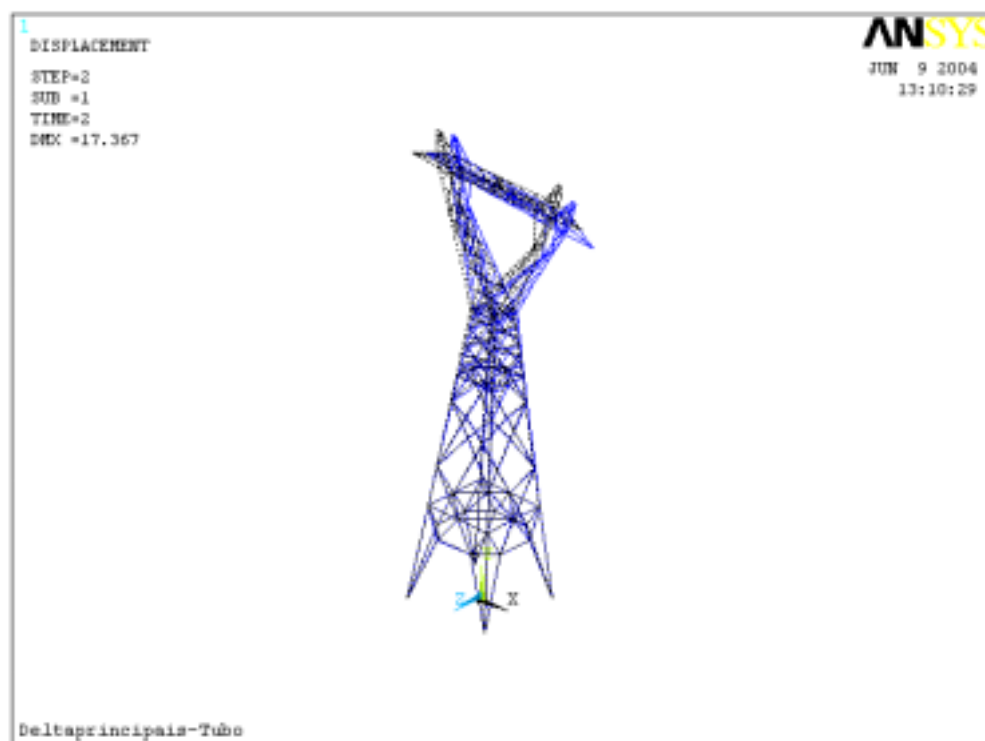 1
DISPLACEMENT
STEP=2
SUB =1
TIME=2
DMX =17.367
ANSYS
JUN 9 2004
13:10:29
Z X
Deltaprincipais-Tubo